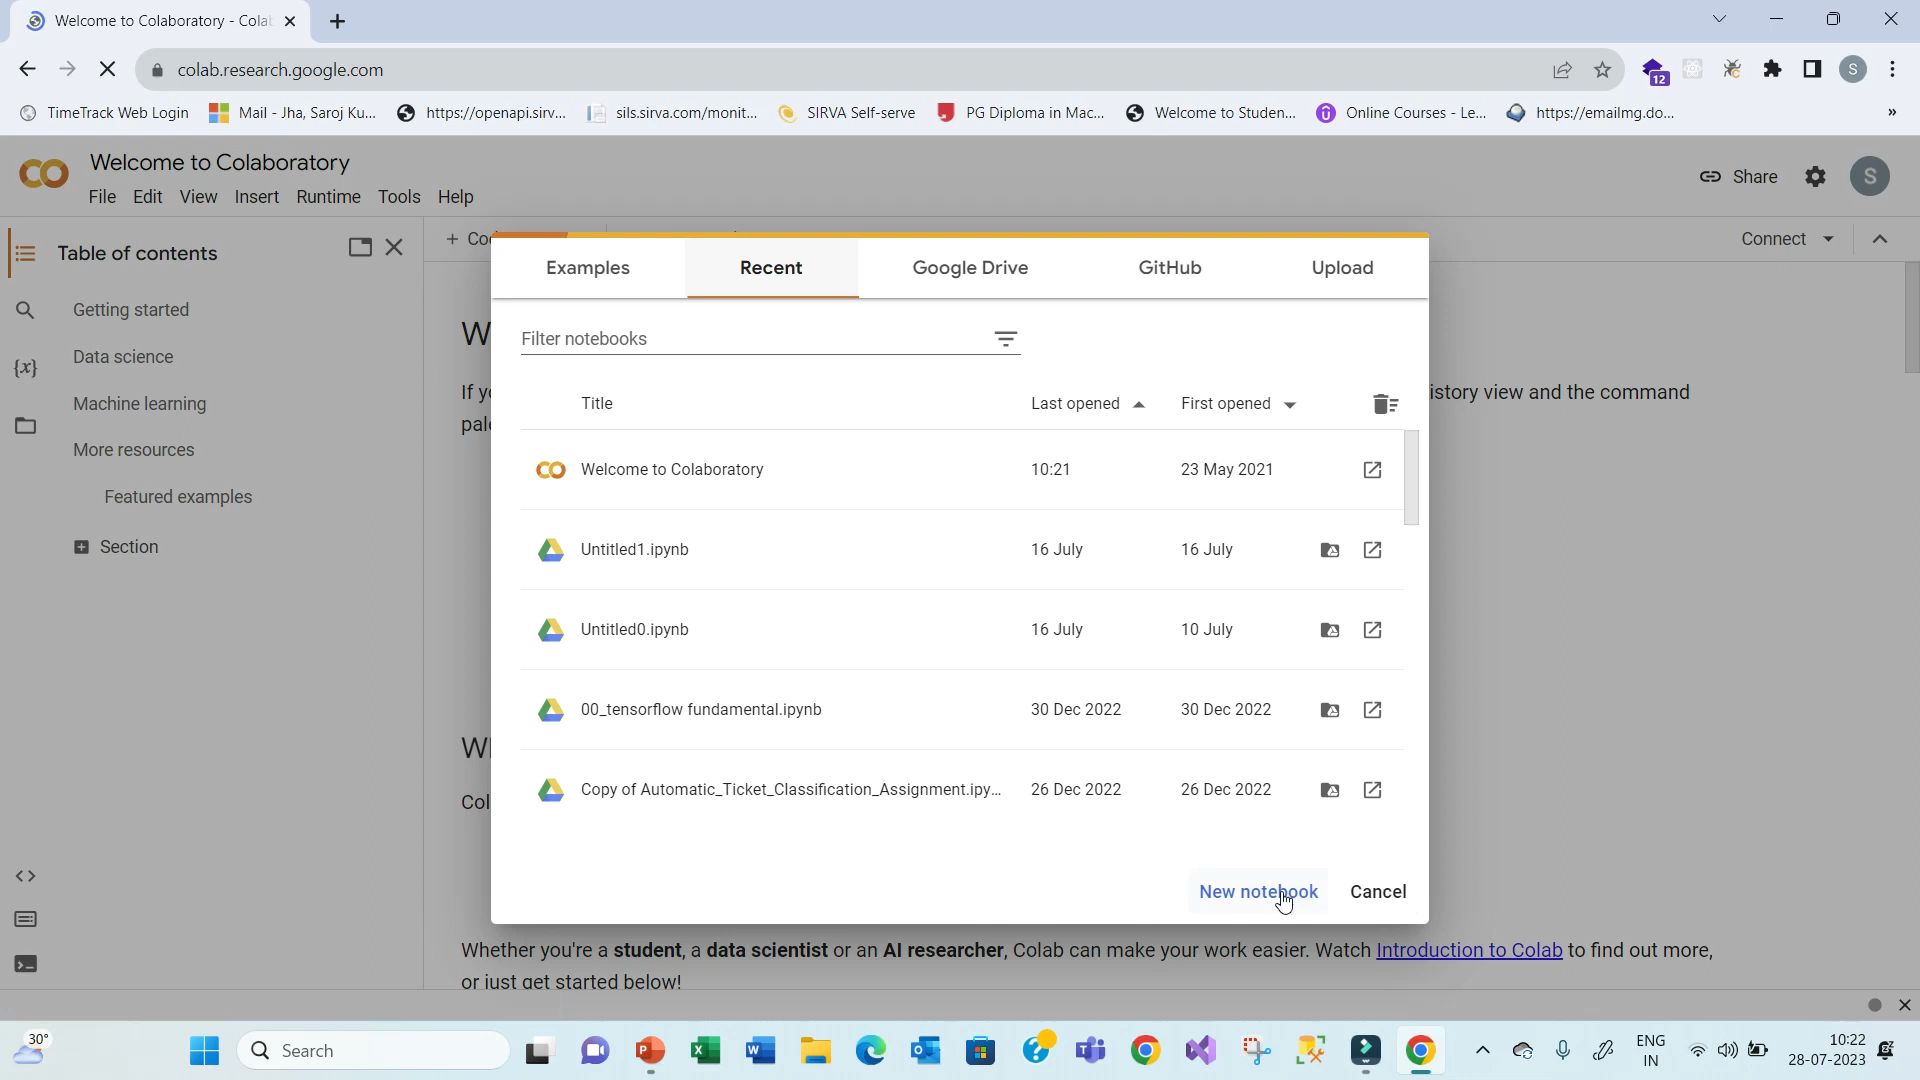 Welcome to Colaboratory - Cola
colab.research.google.com
12
S
TimeTrack Web Login
Mail - Jha, Saroj Ku...
https://openapi.sirv...
sils.sirva.com/monit...
SIRVA Self-serve
PG Diploma in Mac...
Welcome to Studen...
Online Courses - Le...
https://emailmg.do...
»
Welcome to Colaboratory
File Edit View Insert Runtime Tools Help
Share
S
Table of contents
Getting started
Data science
Machine learning
More resources
Featured examples
Section
{x}
+ Co
Connect
Examples
Recent
Google Drive
GitHub
Upload
Filter notebooks
Title Last opened First opened
Welcome to Colaboratory 10:21 23 May 2021
Untitled1.ipynb 16 July 16 July
Untitled0.ipynb 16 July 10 July
00_tensorflow fundamental.ipynb 30 Dec 2022 30 Dec 2022
Copy of Automatic_Ticket_Classification_Assignment.ipy... 26 Dec 2022 26 Dec 2022
New notebook Cancel
W
If y istory view and the command
pal
W
Col
Whether you're a student, a data scientist or an AI researcher, Colab can make your work easier. Watch Introduction to Colab to find out more,
or just get started below!
30°
Search
ENG
IN
10:22
28-07-2023